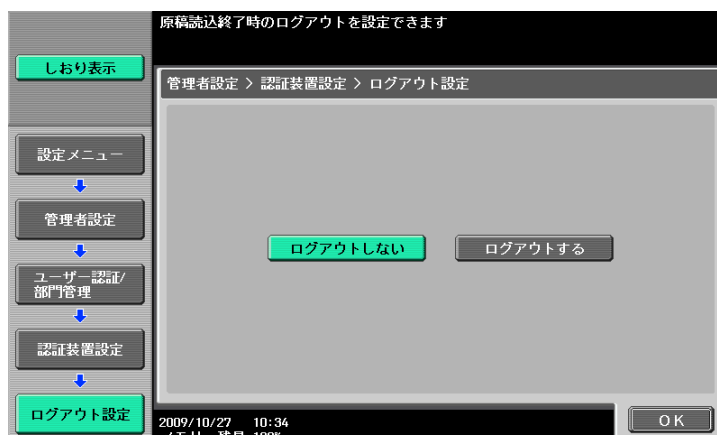 原稿読込終了時のログアウトを設定できます
しおり表示
管理者設定 > 認証装置設定 > ログアウト設定
設定メニュー
管理者設定
ユーザー認証/
部門管理
認証装置設定
ログアウト設定
ログアウトしない
ログアウトする
2009/10/27 10:34
OK